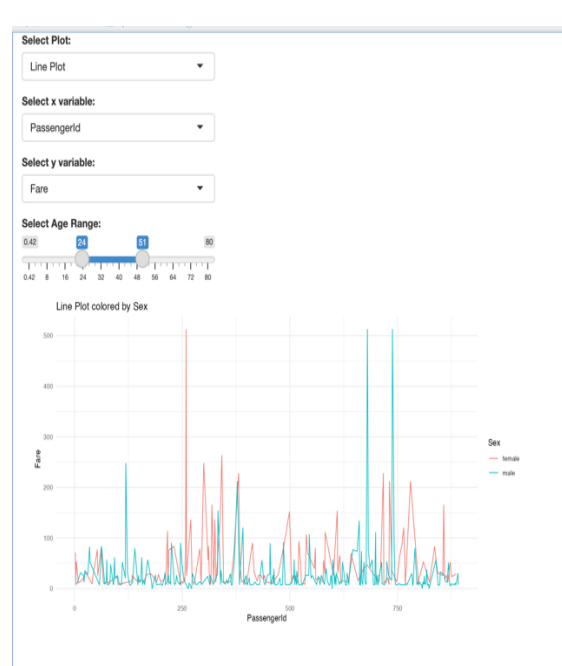 Select Plot:
Line Plot
Select x variable:
PassengerId
Select y variable:
Fare
Select Age Range:
0.42 24 51 80
0.42 8 16 24 32 40 48 56 64 72 80
Line Plot colored by Sex
500
400
300
200
100
0
Fare
0 250 500 750
PassengerId
Sex
female
male